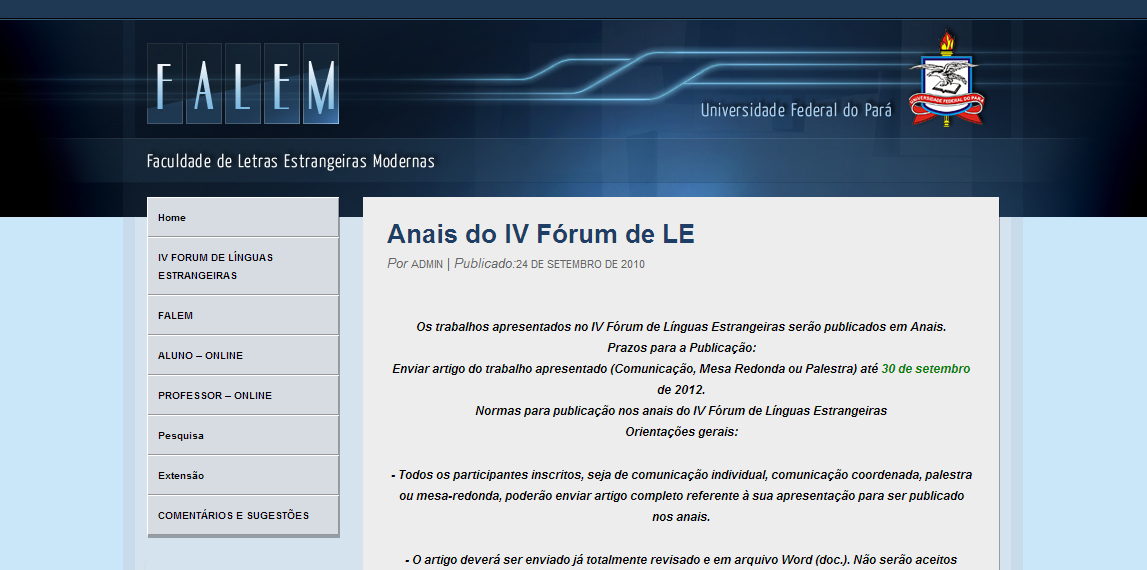 FALEM
Universidade Federal do Pará
UNIVERSIDADE FEDERAL DO PARÁ
Faculdade de Letras Estrangeiras Modernas
Home
IV FORUM DE LÍNGUAS
ESTRANGEIRAS
FALEM
ALUNO – ONLINE
PROFESSOR – ONLINE
Pesquisa
Extensão
COMENTÁRIOS E SUGESTÕES
Anais do IV Fórum de LE
Por ADMIN | Publicado:24 DE SETEMBRO DE 2010
Os trabalhos apresentados no IV Fórum de Línguas Estrangeiras serão publicados em Anais.
Prazos para a Publicação:
Enviar artigo do trabalho apresentado (Comunicação, Mesa Redonda ou Palestra) até 30 de setembro
de 2012.
Normas para publicação nos anais do IV Fórum de Línguas Estrangeiras
Orientações gerais:
- Todos os participantes inscritos, seja de comunicação individual, comunicação coordenada, palestra
ou mesa-redonda, poderão enviar artigo completo referente à sua apresentação para ser publicado
nos anais.
- O artigo deverá ser enviado já totalmente revisado e em arquivo Word (doc.). Não serão aceitos